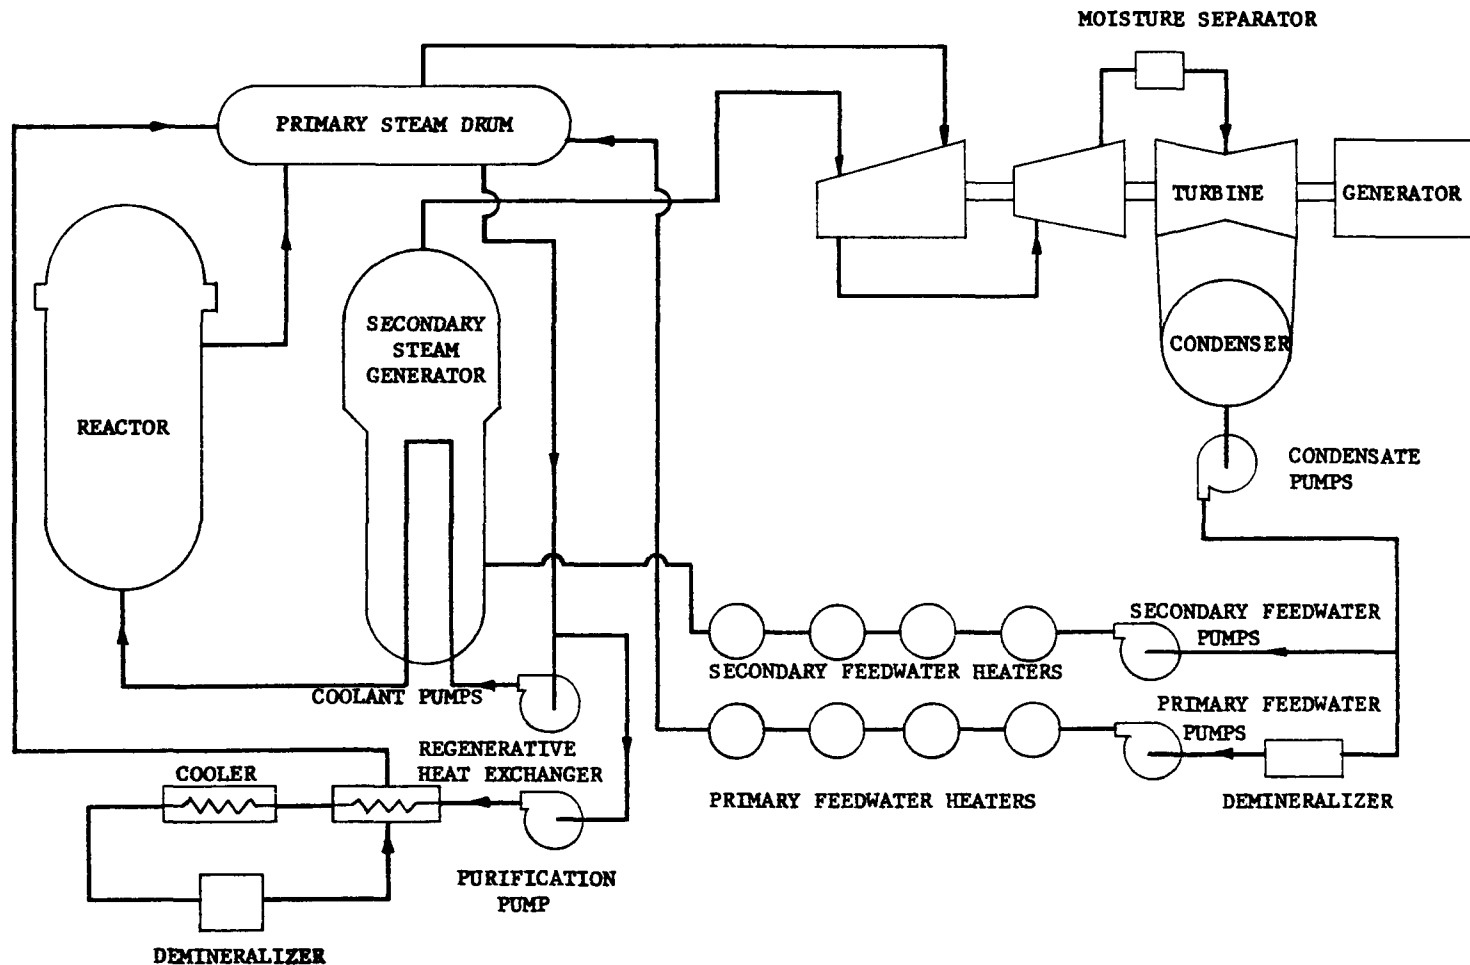 MOISTURE SEPARATOR
PRIMARY STEAM DRUM
TURBINE
GENERATOR
SECONDARY
STEAM
GENERATOR
CONDENSER
REACTOR
CONDENSATE
PUMPS
SECONDARY FEEDWATER
PUMPS
SECONDARY FEEDWATER HEATERS
COOLANT PUMPS
PRIMARY FEEDWATER
PUMPS
REGENERATIVE
HEAT EXCHANGER
COOLER
PRIMARY FEEDWATER HEATERS
DEMINERALIZER
PURIFICATION
PUMP
DEMINERALIZER